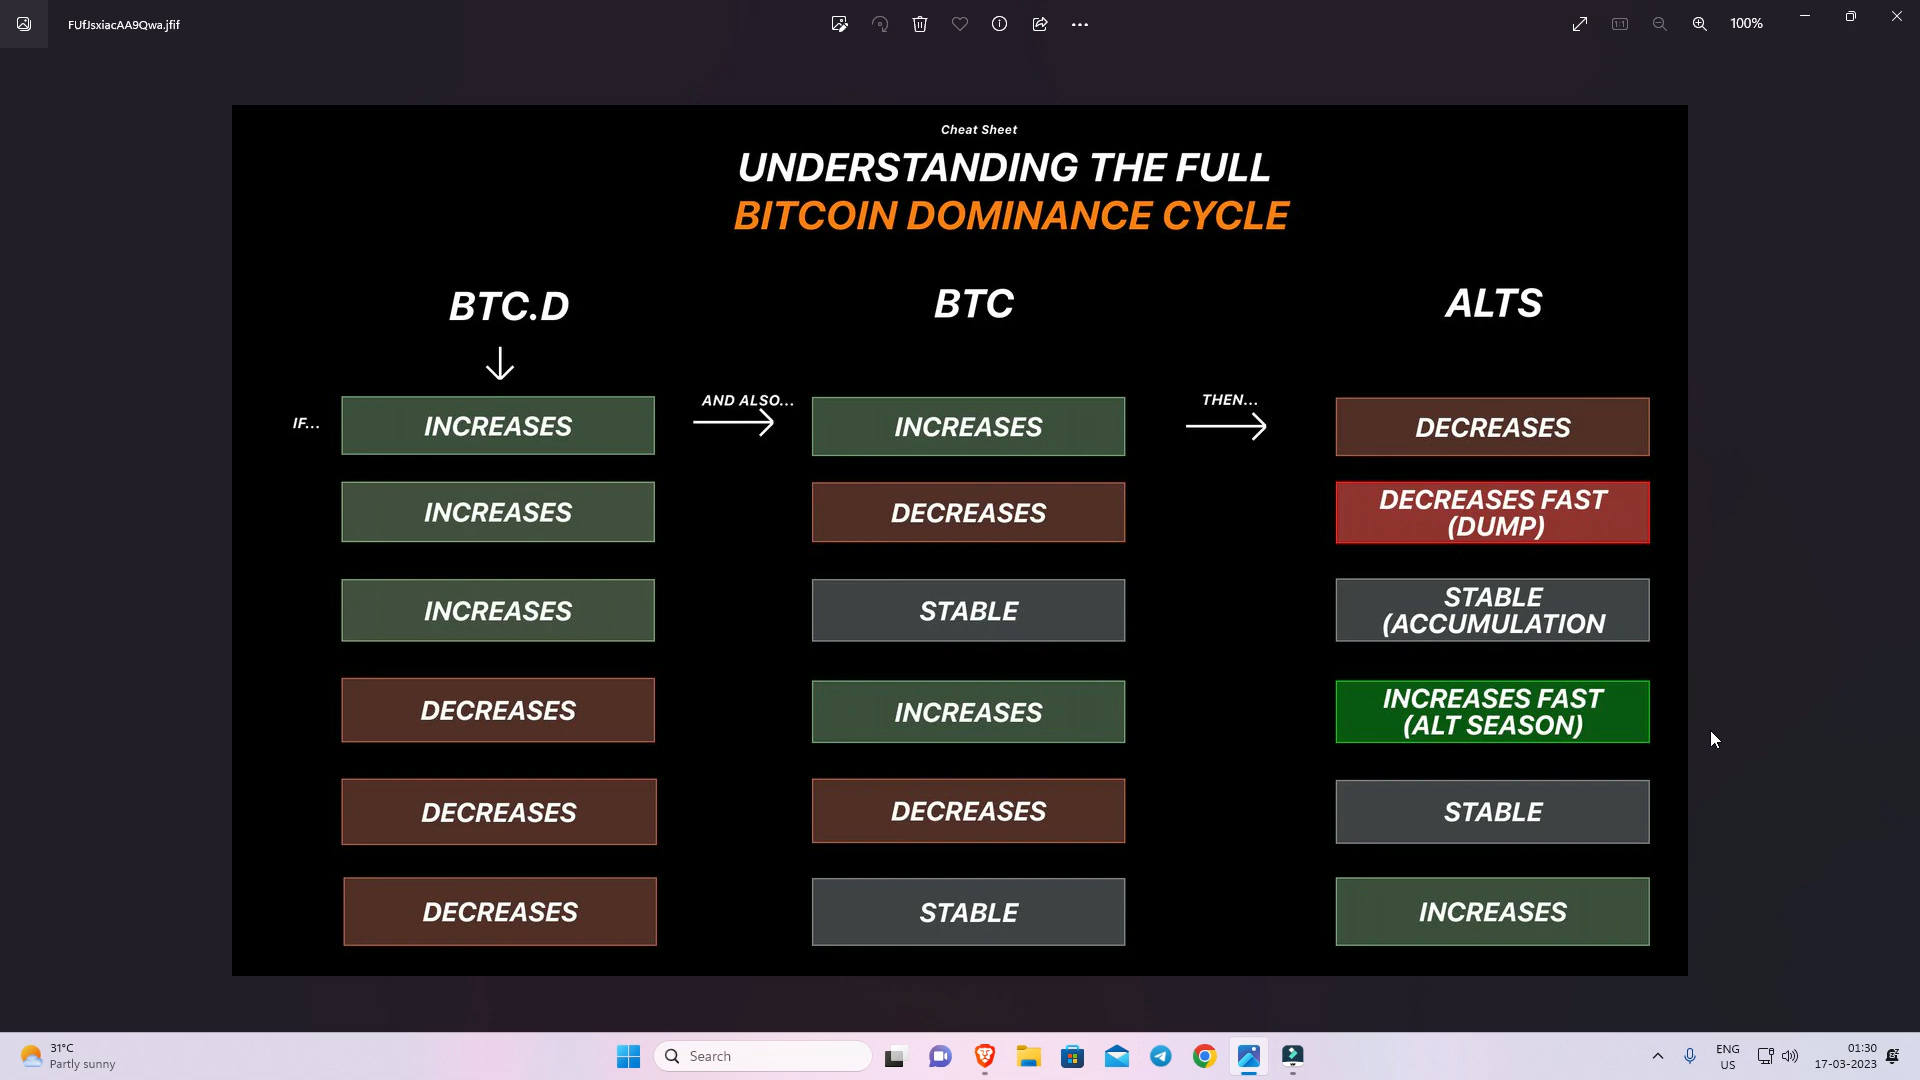 FUfJsxiacAA9Qwa.jfif
100%
Cheat Sheet
UNDERSTANDING THE FULL
BITCOIN DOMINANCE CYCLE
BTC.D
BTC
ALTS
IF...
INCREASES
AND ALSO...
INCREASES
THEN...
DECREASES
INCREASES
DECREASES
DECREASES FAST
(DUMP)
INCREASES
STABLE
STABLE
(ACCUMULATION
DECREASES
INCREASES
INCREASES FAST
(ALT SEASON)
DECREASES
DECREASES
STABLE
DECREASES
STABLE
INCREASES
31°C
Partly sunny
Search
ENG
US
01:30
17-03-2023